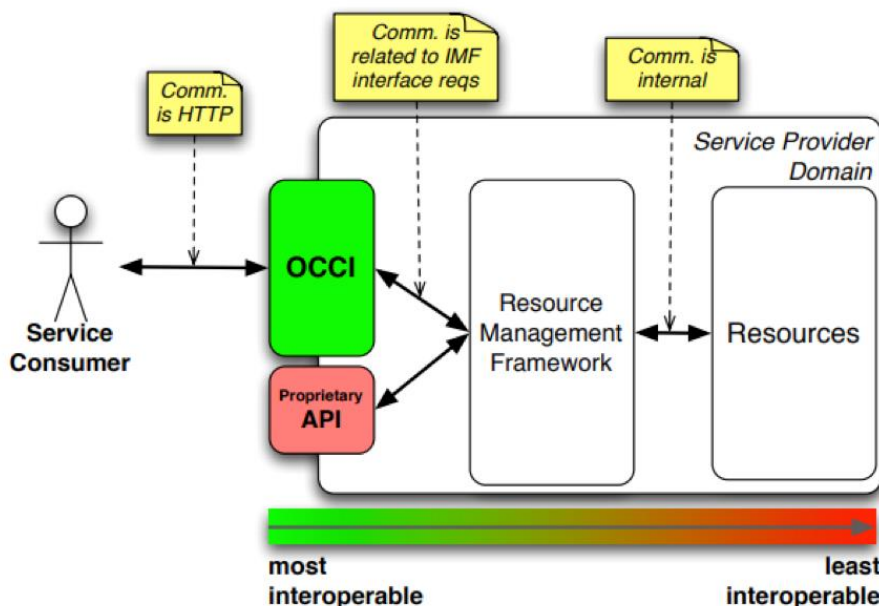 Comm.
is HTTP
Comm. is
related to IMF
interface reqs
Comm. is
internal
Service Provider
Domain
Service
Consumer
OCCI
Proprietary
API
Resource
Management
Framework
Resources
most
interoperable
least
interoperable